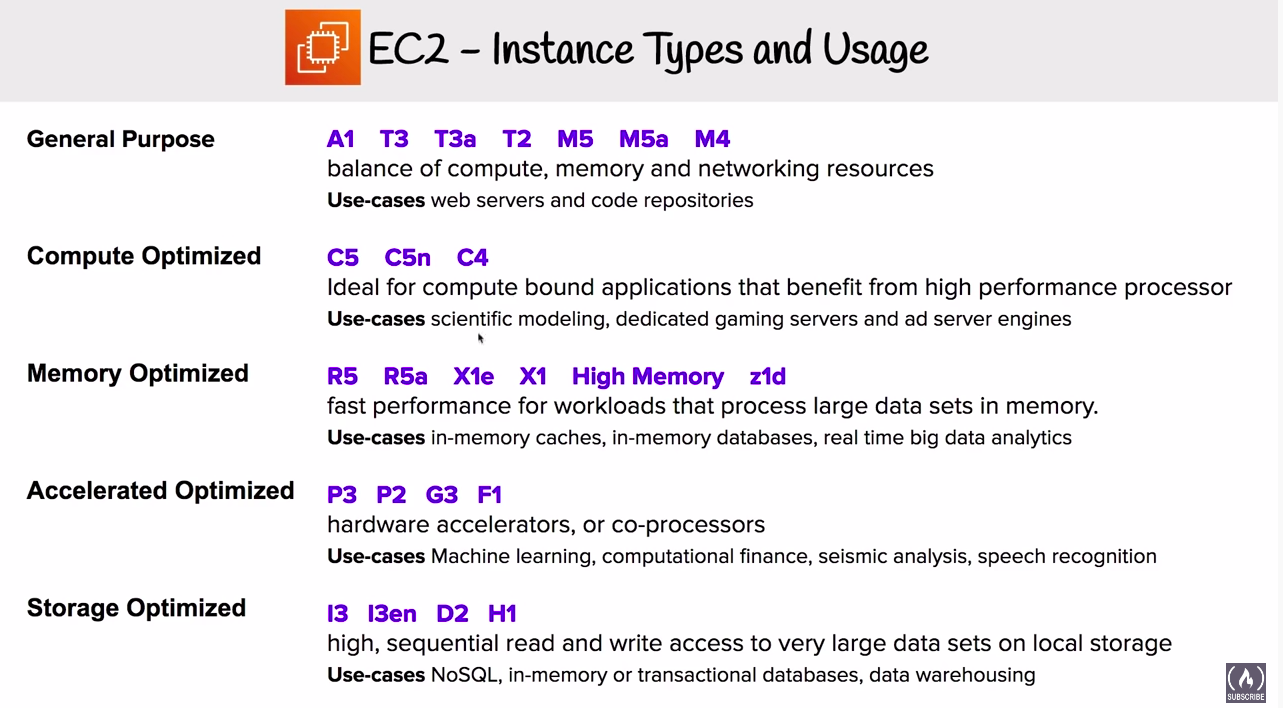 EC2 – Instance Types and Usage
General Purpose
A1 T3 T3a T2 M5 M5a M4
balance of compute, memory and networking resources
Use-cases web servers and code repositories
Compute Optimized
C5 C5n C4
Ideal for compute bound applications that benefit from high performance processor
Use-cases scientific modeling, dedicated gaming servers and ad server engines
Memory Optimized
R5 R5a X1e X1 High Memory z1d
fast performance for workloads that process large data sets in memory.
Use-cases in-memory caches, in-memory databases, real time big data analytics
Accelerated Optimized
P3 P2 G3 F1
hardware accelerators, or co-processors
Use-cases Machine learning, computational finance, seismic analysis, speech recognition
Storage Optimized
I3 I3en D2 H1
high, sequential read and write access to very large data sets on local storage
Use-cases NoSQL, in-memory or transactional databases, data warehousing
SUBSCRIBE